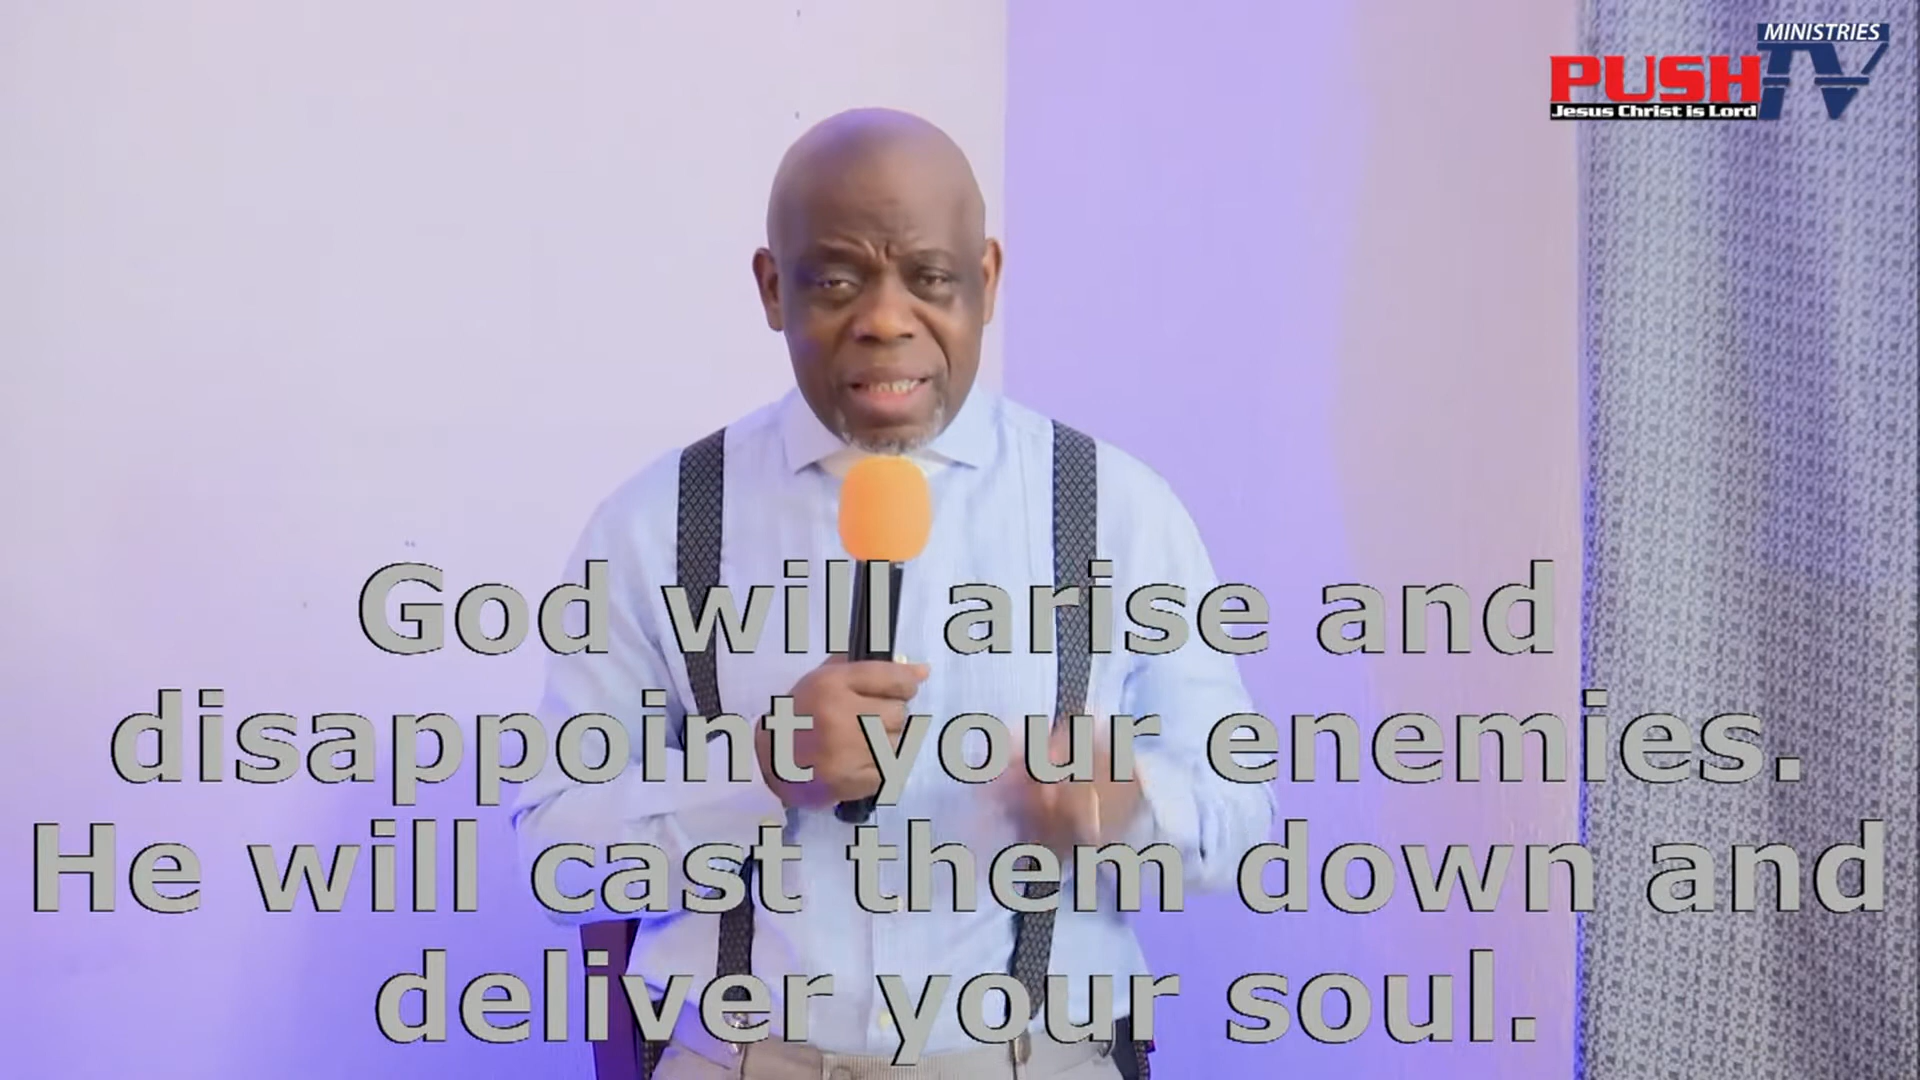 MINISTRIES
PUSH TV
Jesus Christ is Lord
God will arise and
disappoint your enemies.
He will cast them down and
deliver your soul.